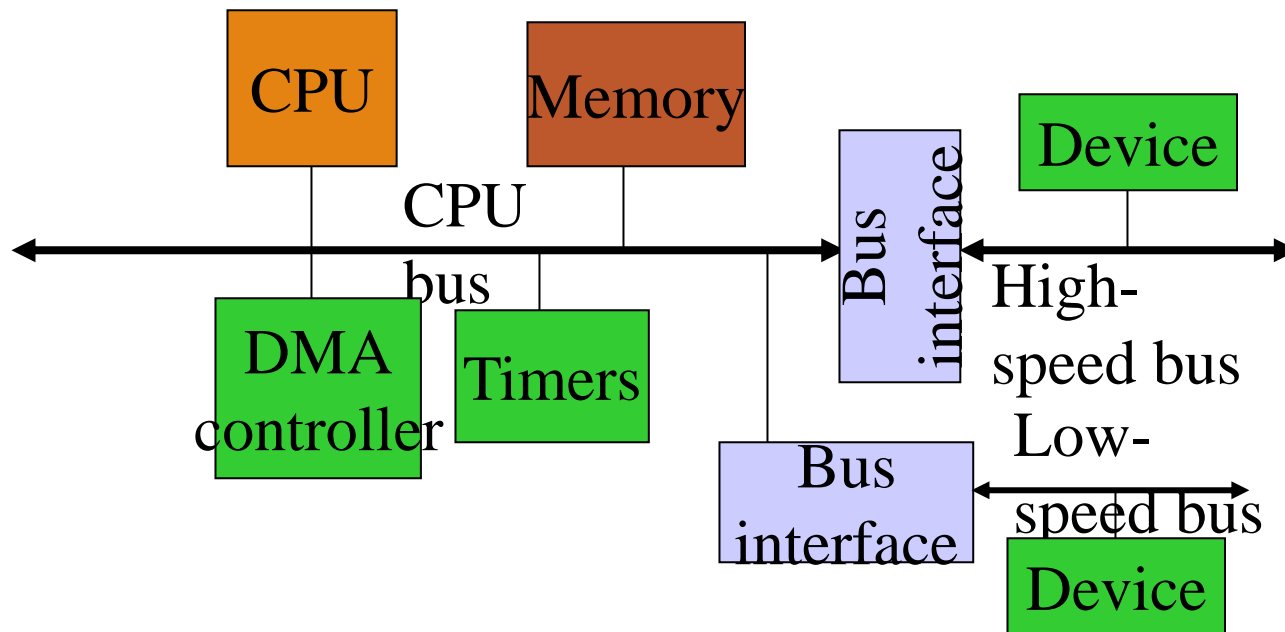 CPU
Memory
Device
CPU
bus
Bus
interface
High-
speed bus
DMA
controller
Timers
Low-
speed bus
Bus
interface
Device